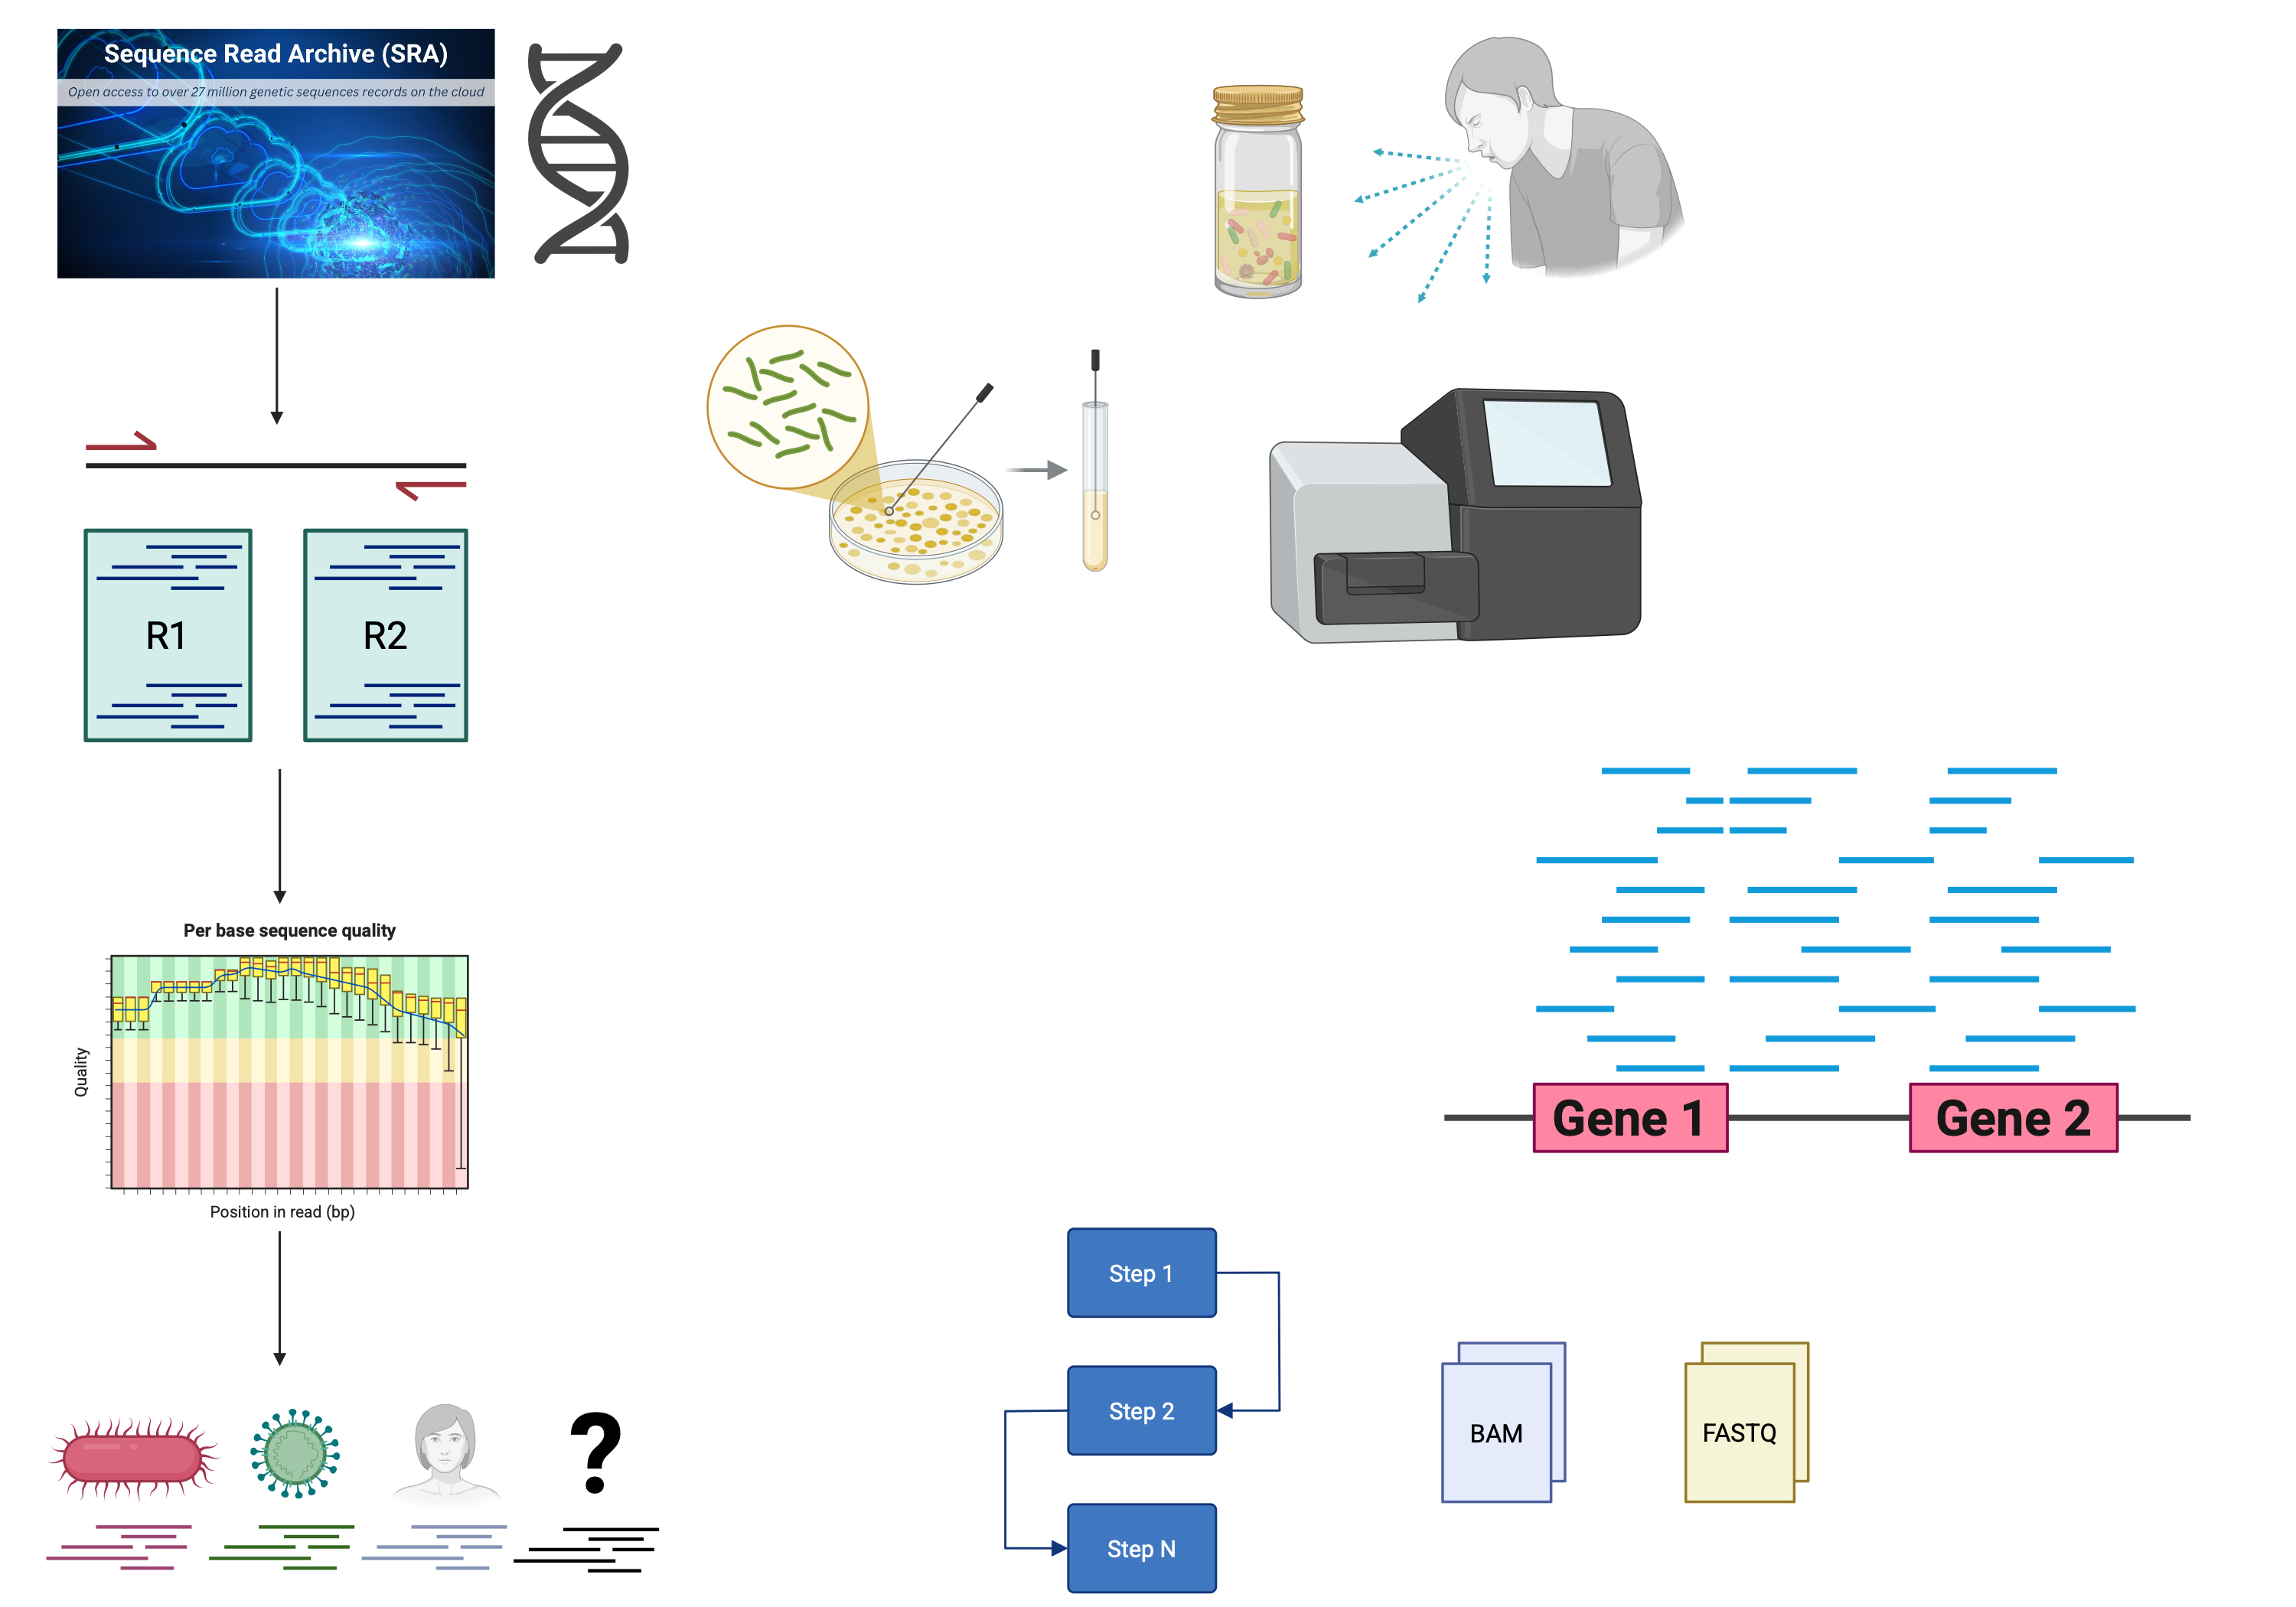 Sequence Read Archive (SRA)
Open access to over 27 million genetic sequences records on the cloud
R1
R2
Per base sequence quality
Quality
Position in read (bp)
?
Gene 1
Gene 2
Step 1
Step 2
Step N
BAM
FASTQ